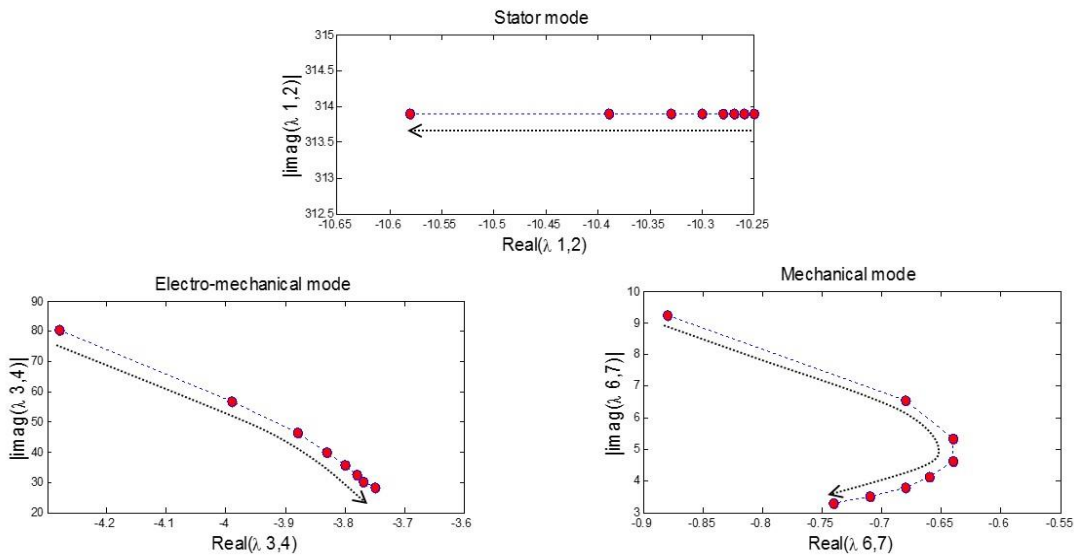 Stator mode
315
314.5
314
313.5
313
312.5
|imag(λ 1,2)|
-10.65 -10.6 -10.55 -10.5 -10.45 -10.4 -10.35 -10.3 -10.25
Real(λ 1,2)
Electro-mechanical mode
90
80
70
60
50
40
30
20
|imag(λ 3,4)|
-4.2 -4.1 -4 -3.9 -3.8 -3.7 -3.6
Real(λ 3,4)
Mechanical mode
10
9
8
7
6
5
4
3
|imag(λ 6,7)|
-0.9 -0.85 -0.8 -0.75 -0.7 -0.65 -0.6 -0.55
Real(λ 6,7)